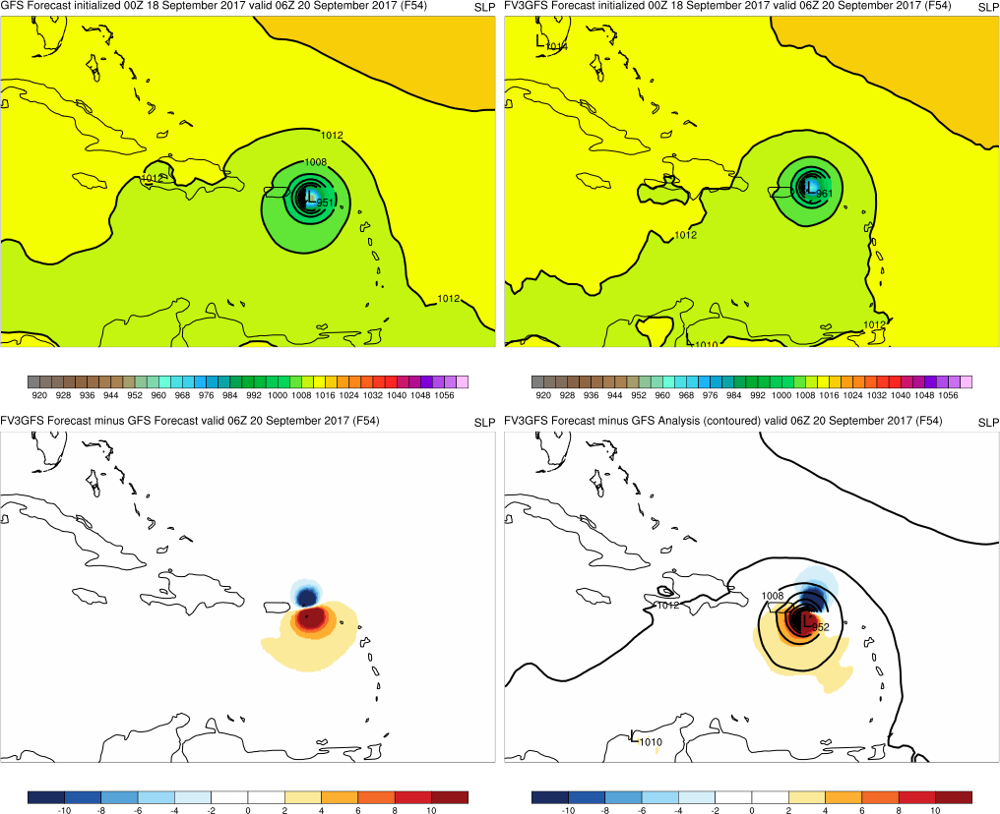 GFS Forecast initialized 00Z 18 September 2017 valid 06Z 20 September 2017 (F54) SLP
1012
1008
1012
L
L951
1012
920 928 936 944 952 960 968 976 984 992 1000 1008 1016 1024 1032 1040 1048 1056
FV3GFS Forecast initialized 00Z 18 September 2017 valid 06Z 20 September 2017 (F54) SLP
L1014
L961
1012
1012
L1010
920 928 936 944 952 960 968 976 984 992 1000 1008 1016 1024 1032 1040 1048 1056
FV3GFS Forecast minus GFS Forecast valid 06Z 20 September 2017 (F54) SLP
-10 -8 -6 -4 -2 0 2 4 6 8 10
FV3GFS Forecast minus GFS Analysis (contoured) valid 06Z 20 September 2017 (F54) SLP
1008
1012
L952
L1010
-10 -8 -6 -4 -2 0 2 4 6 8 10